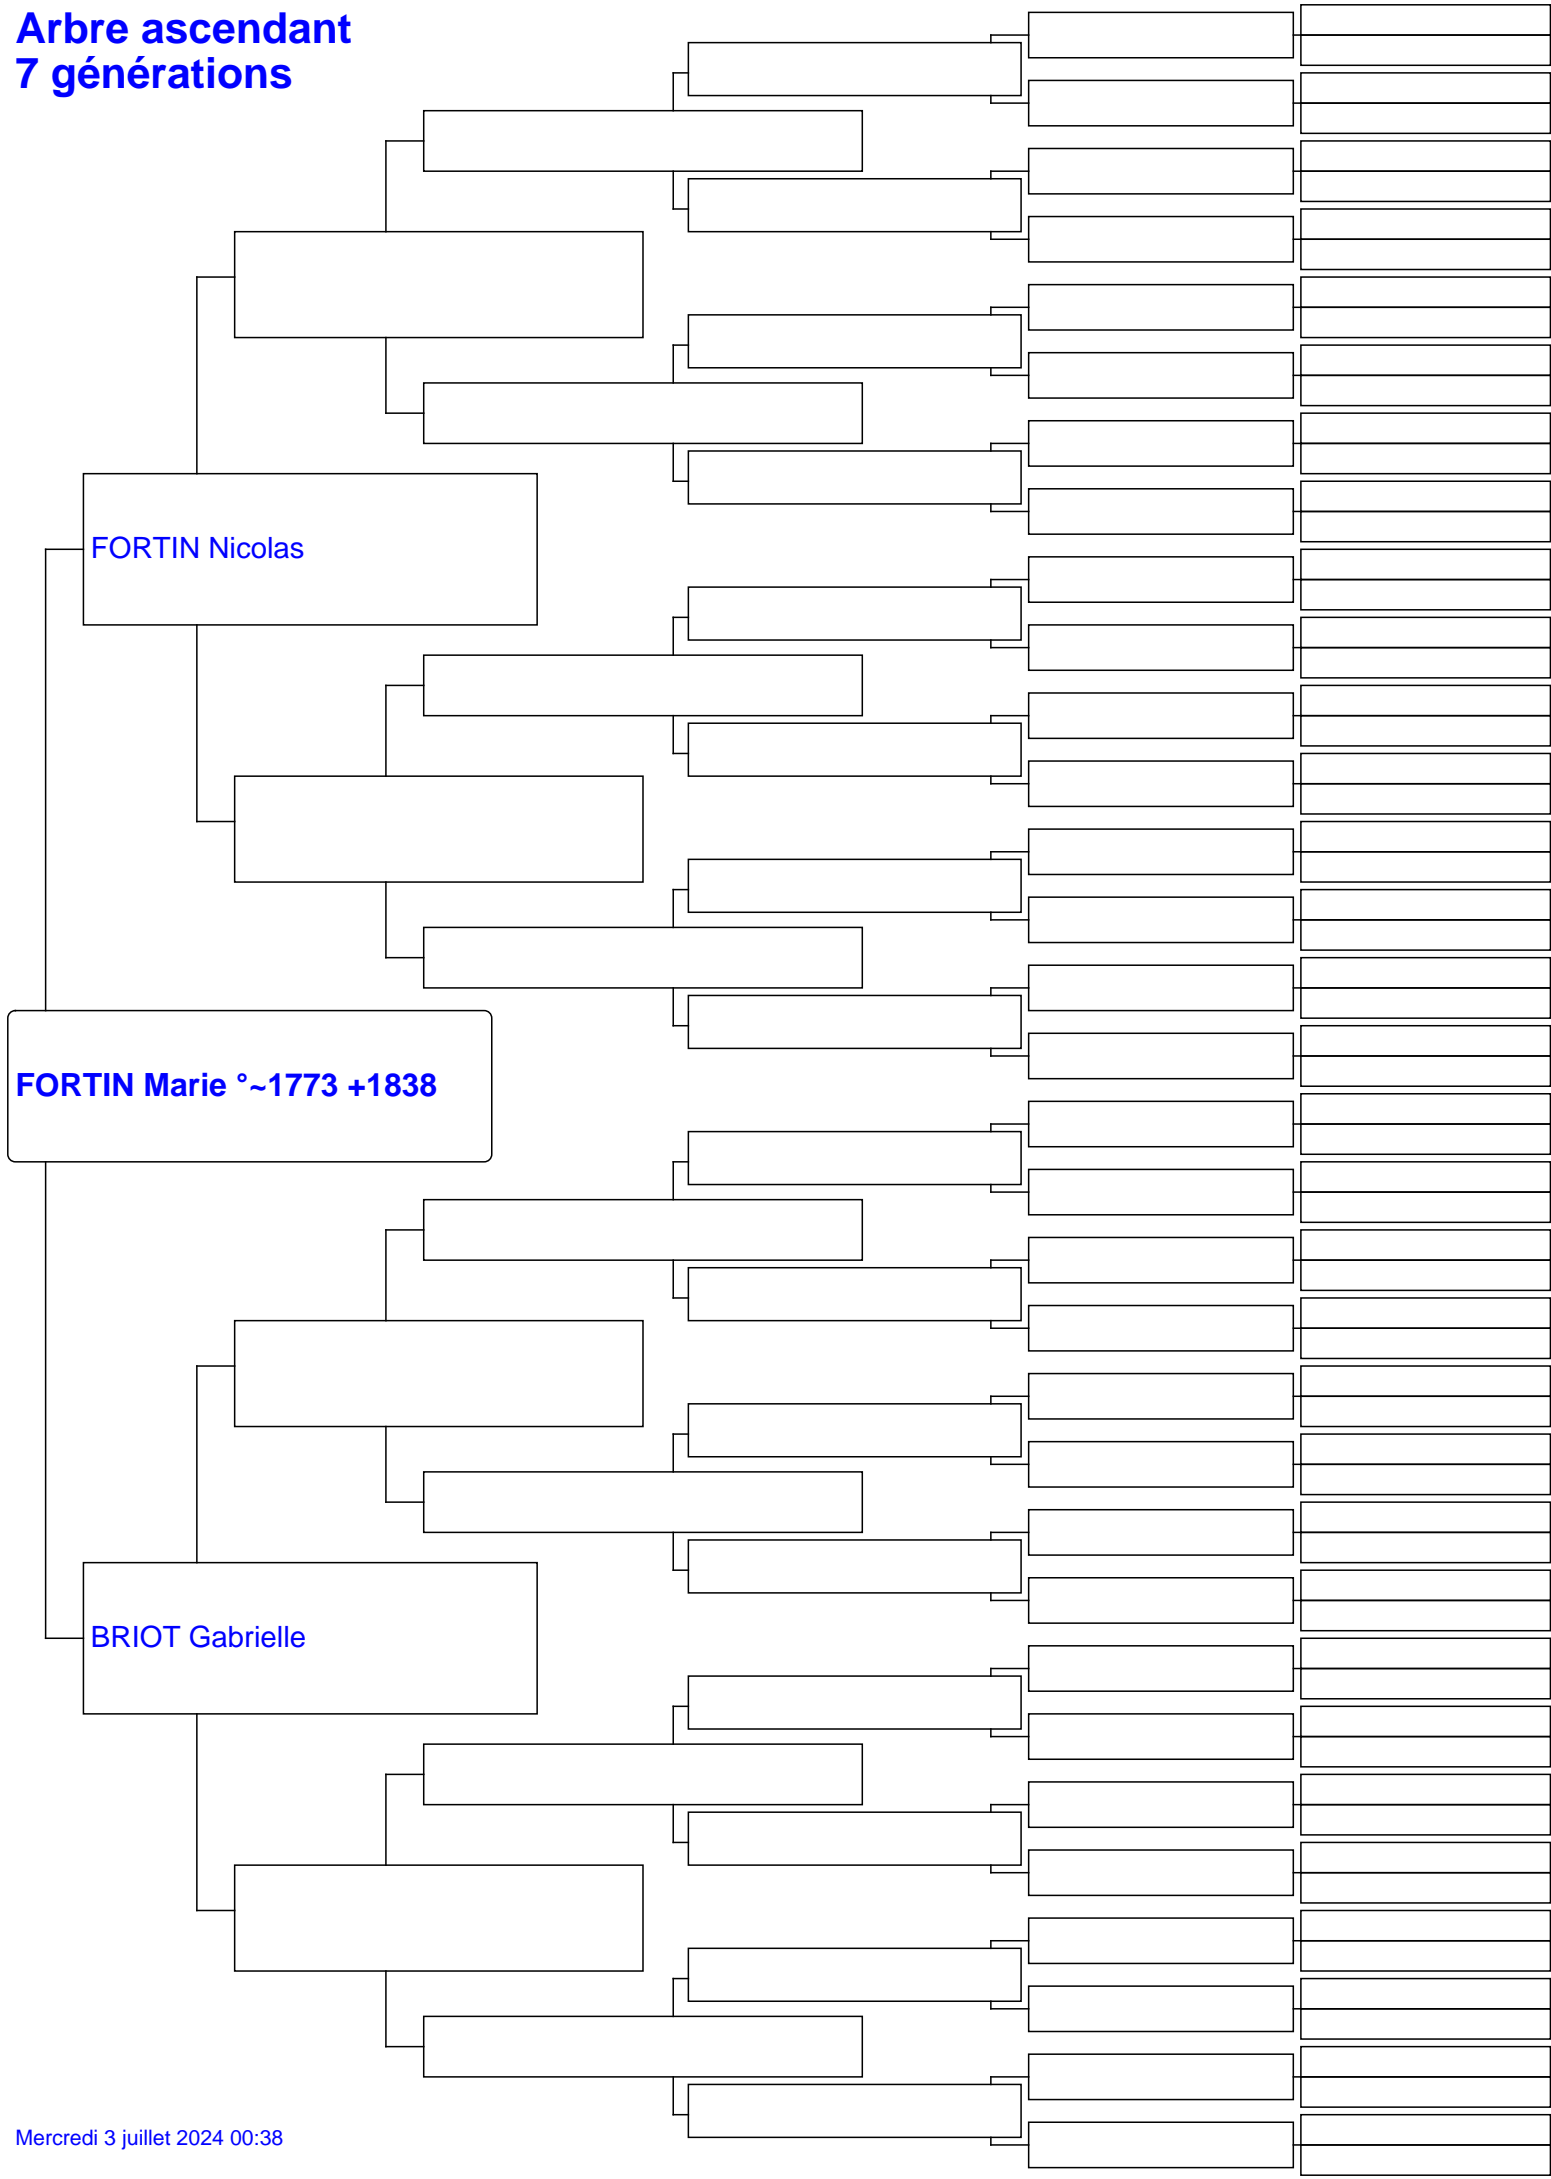 Arbre ascendant
7 générations
FORTIN Nicolas
FORTIN Marie °~1773 +1838
BRIOT Gabrielle
Mercredi 3 juillet 2024 00:38